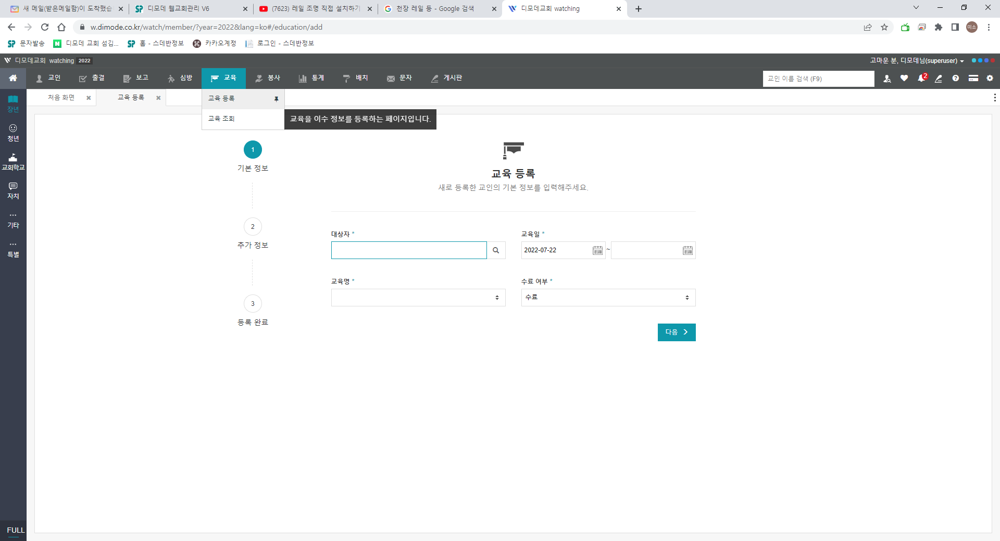 새 메일(받은메일함)이 도착했습
디모데 웹교회관리 V6
(7623) 레일 조명 직접 설치하기
천장 레일 등 - Google 검색
디모데교회 watching
w.dimode.co.kr/watch/member/?year=2022&lang=ko#/education/add
미소
문자발송
디모데 교회 섬김...
홈 - 스데반정보
카카오계정
로그인 - 스데반정보
디모데교회 watching 2022
고마운 분, 디모데님(superuser)
교인
출결
보고
심방
교육
봉사
통계
배치
문자
게시판
교인 이름 검색 (F9)
2
처음 화면
교육 등록
교육 등록
교육 조회
교육을 이수 정보를 등록하는 페이지입니다.
장년
청년
교회학교
자치
기타
특별
FULL
1
기본 정보
2
추가 정보
3
등록 완료
교육 등록
새로 등록한 교인의 기본 정보를 입력해주세요.
대상자 *
교육일 *
2022-07-22
~
교육명 *
수료 여부 *
수료
다음